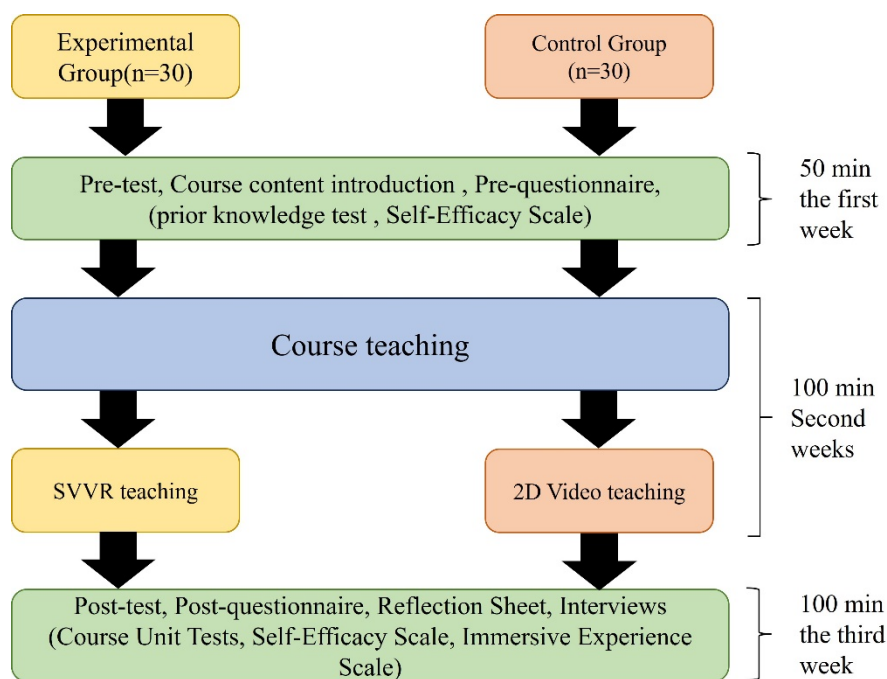 Experimental
Group(n=30)
Control Group
(n=30)
Pre-test, Course content introduction , Pre-questionnaire,
(prior knowledge test , Self-Efficacy Scale)
50 min
the first
week
Course teaching
100 min
Second
weeks
SVVR teaching
2D Video teaching
Post-test, Post-questionnaire, Reflection Sheet, Interviews
(Course Unit Tests, Self-Efficacy Scale, Immersive Experience
Scale)
100 min
the third
week